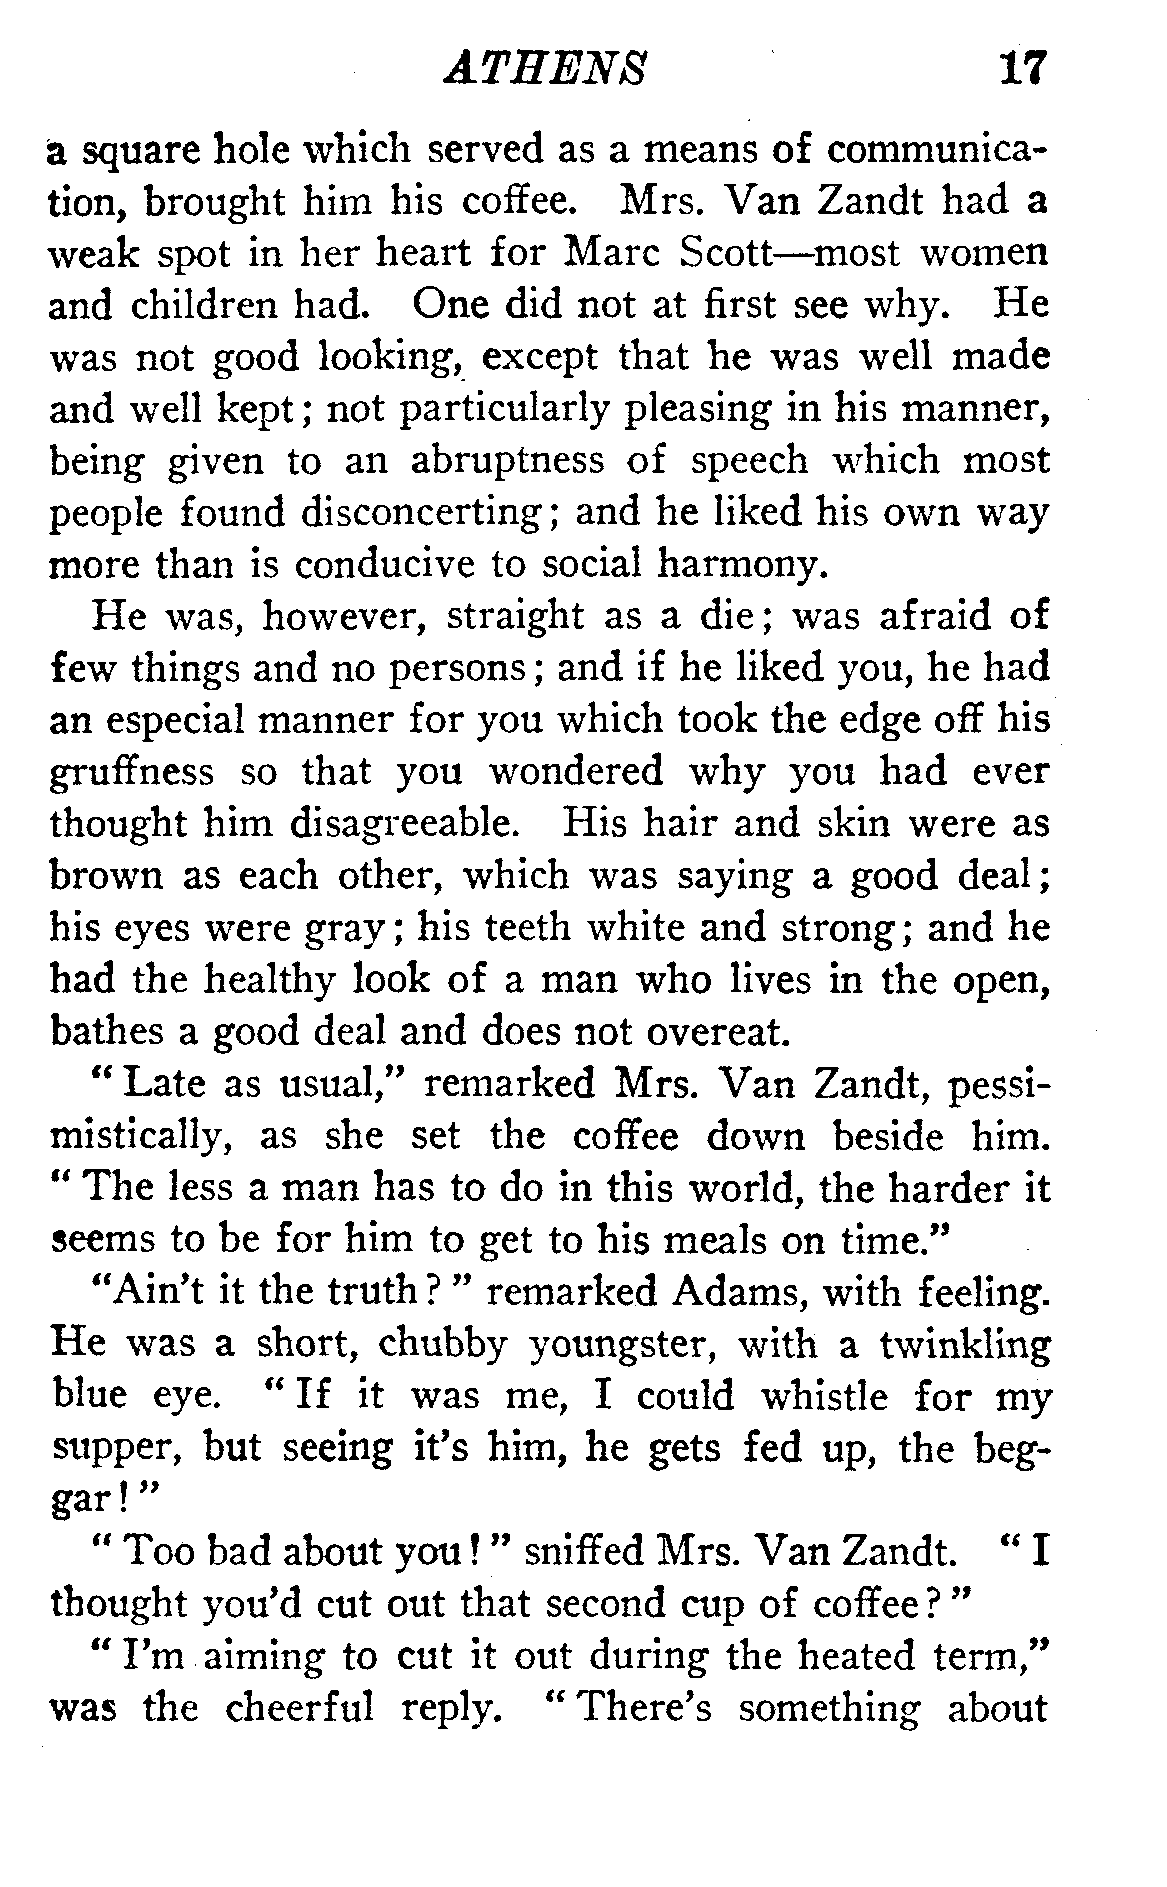 ATHENS 17
a square hole which served as a means of communica-
tion, brought him his coffee. Mrs. Van Zandt had a
weak spot in her heart for Marc Scott—most women
and children had. One did not at first see why. He
was not good looking, except that he was well made
and well kept; not particularly pleasing in his manner,
being given to an abruptness of speech which most
people found disconcerting; and he liked his own way
more than is conducive to social harmony.
He was, however, straight as a die; was afraid of
few things and no persons; and if he liked you, he had
an especial manner for you which took the edge off his
gruffness so that you wondered why you had ever
thought him disagreeable. His hair and skin were as
brown as each other, which was saying a good deal;
his eyes were gray; his teeth white and strong; and he
had the healthy look of a man who lives in the open,
bathes a good deal and does not overeat.
“ Late as usual,” remarked Mrs. Van Zandt, pessi-
mistically, as she set the coffee down beside him.
“ The less a man has to do in this world, the harder it
seems to be for him to get to his meals on time.”
“Ain’t it the truth ? ” remarked Adams, with feeling.
He was a short, chubby youngster, with a twinkling
blue eye. “ If it was me, I could whistle for my
supper, but seeing it’s him, he gets fed up, the beg-
gar ! ”
“ Too bad about you ! ” sniffed Mrs. Van Zandt. “ I
thought you’d cut out that second cup of coffee ? ”
“ I’m aiming to cut it out during the heated term,”
was the cheerful reply. “ There’s something about